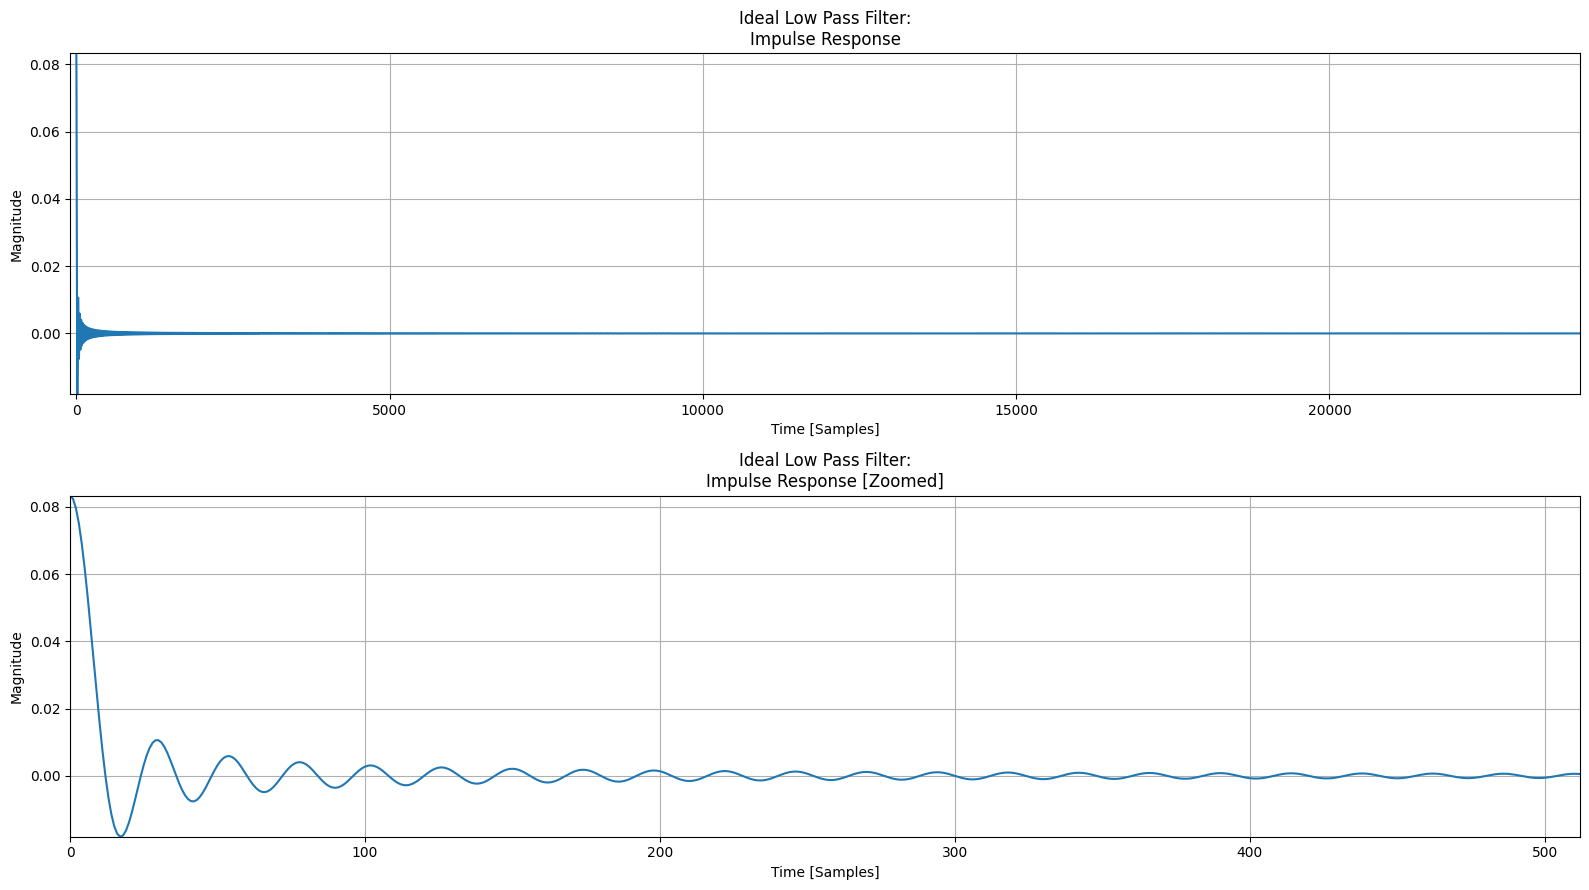 Ideal Low Pass Filter:
Impulse Response
0.08
0.06
0.04
0.02
0.00
Magnitude
0 5000 10000 15000 20000
Time [Samples]
Ideal Low Pass Filter:
Impulse Response [Zoomed]
0.08
0.06
0.04
0.02
0.00
Magnitude
0 100 200 300 400 500
Time [Samples]